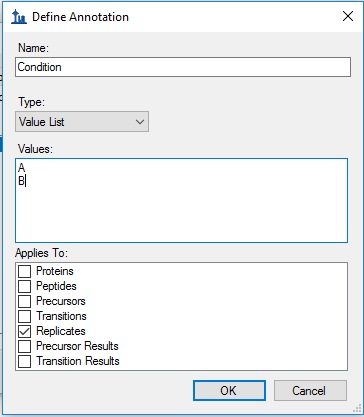 Define Annotation
Name:
Condition
Type:
Value List
Values:
A
B
Applies To:
Proteins
Peptides
Precursors
Transitions
Replicates
Precursor Results
Transition Results
OK
Cancel